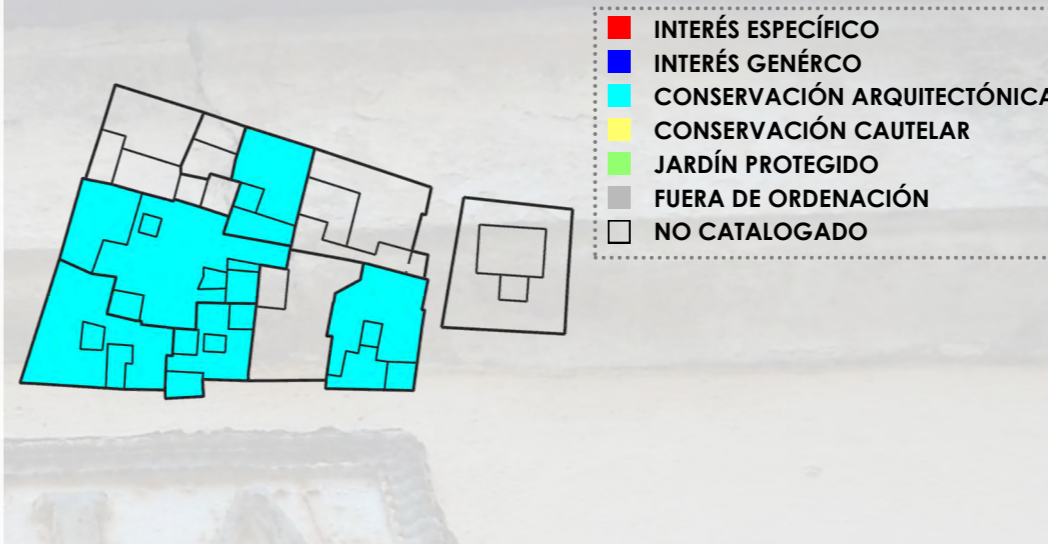 INTERÉS ESPECÍFICO
INTERÉS GENÉRCO
CONSERVACIÓN ARQUITECTÓNICA
CONSERVACIÓN CAUTELAR
JARDÍN PROTEGIDO
FUERA DE ORDENACIÓN
NO CATALOGADO